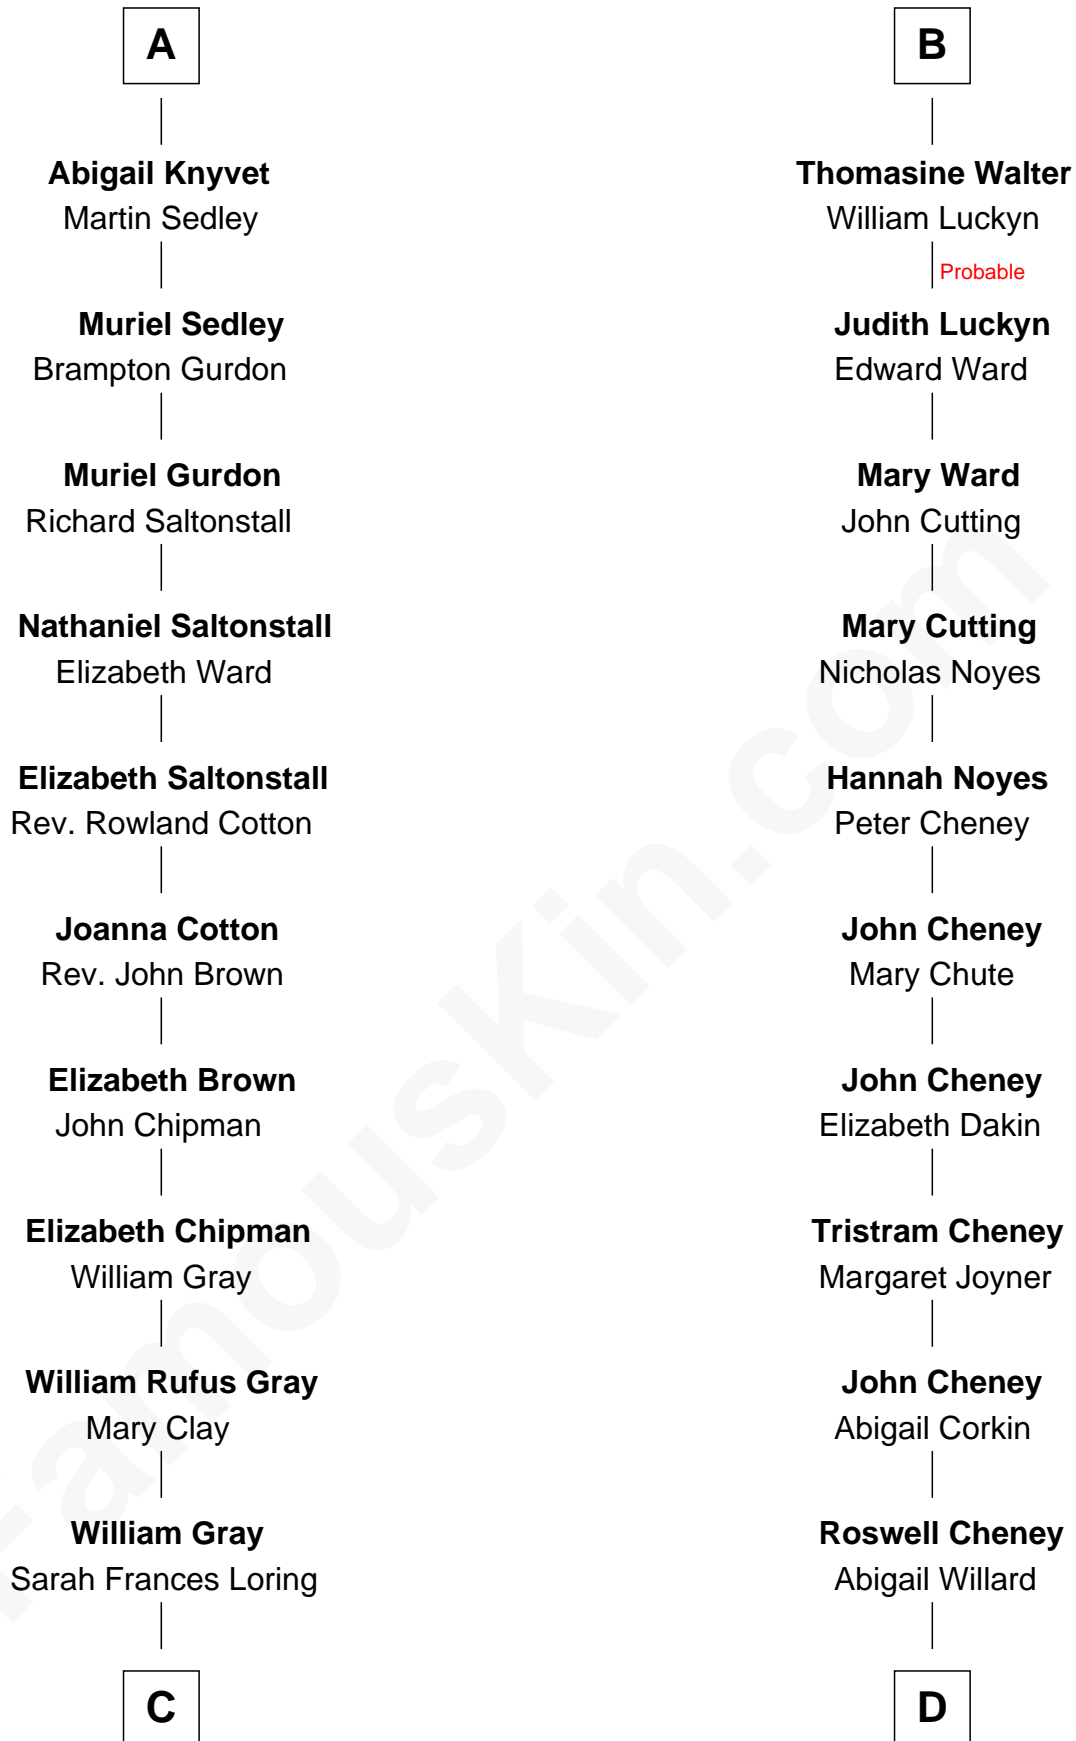 A
Abigail Knyvet
Martin Sedley
Muriel Sedley
Brampton Gurdon
Muriel Gurdon
Richard Saltonstall
Nathaniel Saltonstall
Elizabeth Ward
Elizabeth Saltonstall
Rev. Rowland Cotton
Joanna Cotton
Rev. John Brown
Elizabeth Brown
John Chipman
Elizabeth Chipman
William Gray
William Rufus Gray
Mary Clay
William Gray
Sarah Frances Loring
C
B
Thomasine Walter
William Luckyn
Probable
Judith Luckyn
Edward Ward
Mary Ward
John Cutting
Mary Cutting
Nicholas Noyes
Hannah Noyes
Peter Cheney
John Cheney
Mary Chute
John Cheney
Elizabeth Dakin
Tristram Cheney
Margaret Joyner
John Cheney
Abigail Corkin
Roswell Cheney
Abigail Willard
D
FamousKin.com